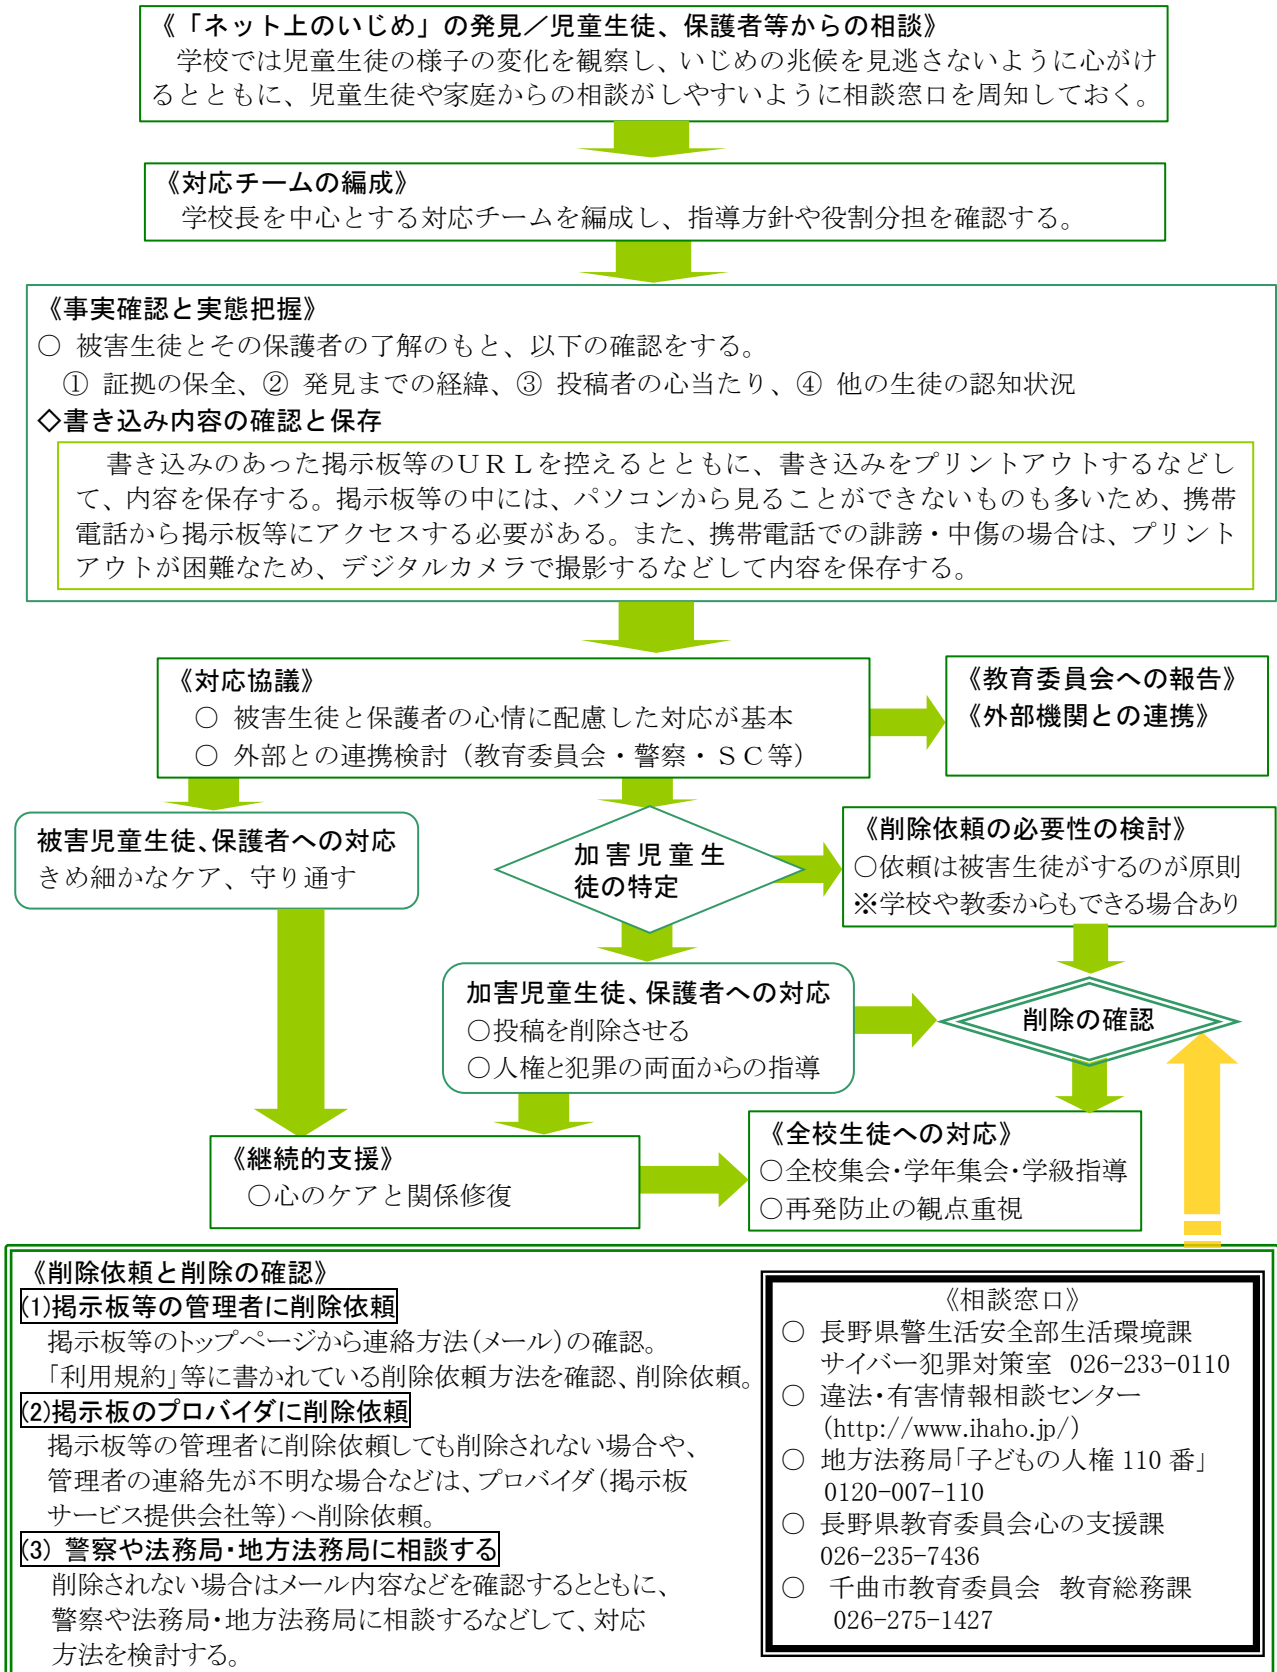 《「ネット上のいじめ」の発見／児童生徒、保護者等からの相談》
学校では児童生徒の様子の変化を観察し、いじめの兆候を見逃さないように心がけ
るとともに、児童生徒や家庭からの相談がしやすいように相談窓口を周知しておく。
《対応チームの編成》
学校長を中心とする対応チームを編成し、指導方針や役割分担を確認する。
《事実確認と実態把握》
○ 被害生徒とその保護者の了解のもと、以下の確認をする。
① 証拠の保全、② 発見までの経緯、③ 投稿者の心当たり、④ 他の生徒の認知状況
◇書き込み内容の確認と保存
書き込みのあった掲示板等のＵＲＬを控えるとともに、書き込みをプリントアウトするなどし
て、内容を保存する。掲示板等の中には、パソコンから見ることができないものも多いため、携帯
電話から掲示板等にアクセスする必要がある。また、携帯電話での誹謗・中傷の場合は、プリント
アウトが困難なため、デジタルカメラで撮影するなどして内容を保存する。
《対応協議》
○ 被害生徒と保護者の心情に配慮した対応が基本
○ 外部との連携検討（教育委員会・警察・ＳＣ等）
《教育委員会への報告》
《外部機関との連携》
被害児童生徒、保護者への対応
きめ細かなケア、守り通す
加害児童生
徒の特定
《削除依頼の必要性の検討》
○依頼は被害生徒がするのが原則
※学校や教委からもできる場合あり
加害児童生徒、保護者への対応
○投稿を削除させる
○人権と犯罪の両面からの指導
削除の確認
《継続的支援》
○心のケアと関係修復
《全校生徒への対応》
○全校集会・学年集会・学級指導
○再発防止の観点重視
《削除依頼と削除の確認》
(1)掲示板等の管理者に削除依頼
掲示板等のトップページから連絡方法（メール）の確認。
「利用規約」等に書かれている削除依頼方法を確認、削除依頼。
(2)掲示板のプロバイダに削除依頼
掲示板等の管理者に削除依頼しても削除されない場合や、
管理者の連絡先が不明な場合などは、プロバイダ（掲示板
サービス提供会社等）へ削除依頼。
(3) 警察や法務局・地方法務局に相談する
削除されない場合はメール内容などを確認するとともに、
警察や法務局・地方法務局に相談するなどして、対応
方法を検討する。
《相談窓口》
○ 長野県警生活安全部生活環境課
サイバー犯罪対策室 026-233-0110
○ 違法・有害情報相談センター
(http://www.ihaho.jp/)
○ 地方法務局「子どもの人権 110 番」
0120-007-110
○ 長野県教育委員会心の支援課
026-235-7436
○ 千曲市教育委員会 教育総務課
026-275-1427